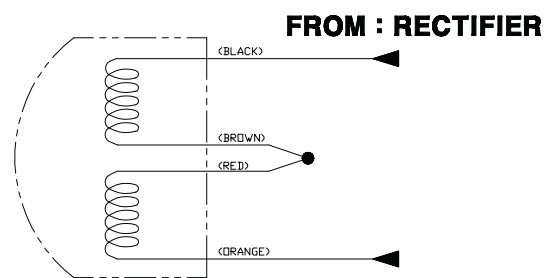 FROM : RECTIFIER
(BLACK)
(BROWN)
(RED)
(ORANGE)